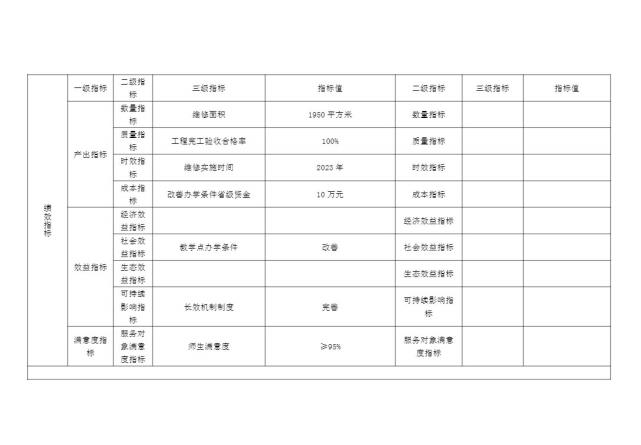 一级指标 二级指标 三级指标 指标值 二级指标 三级指标 指标值
绩效指标
产出指标
数量指标 维修面积 1950平方米 数量指标
质量指标 工程完工验收合格率 100% 质量指标
时效指标 维修实施时间 2023年 时效指标
成本指标 改善办学条件省级资金 10万元 成本指标
效益指标
经济效益指标 经济效益指标
社会效益指标 教学点办学条件 改善 社会效益指标
生态效益指标 生态效益指标
可持续影响指标 长效机制制度 完善 可持续影响指标
满意度指标 服务对象满意度指标 师生满意度 ≥95% 服务对象满意度指标